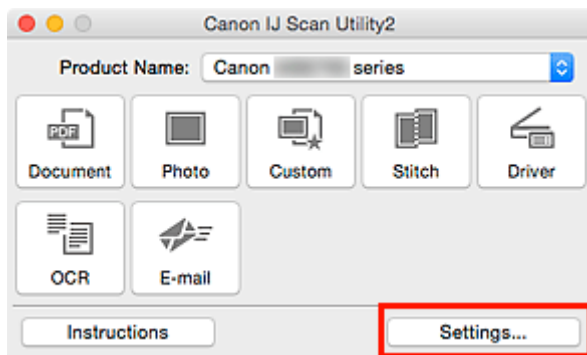 Canon IJ Scan Utility2
Product Name: Canon series
PDF
Document Photo Custom Stitch Driver
OCR E-mail
Instructions Settings...